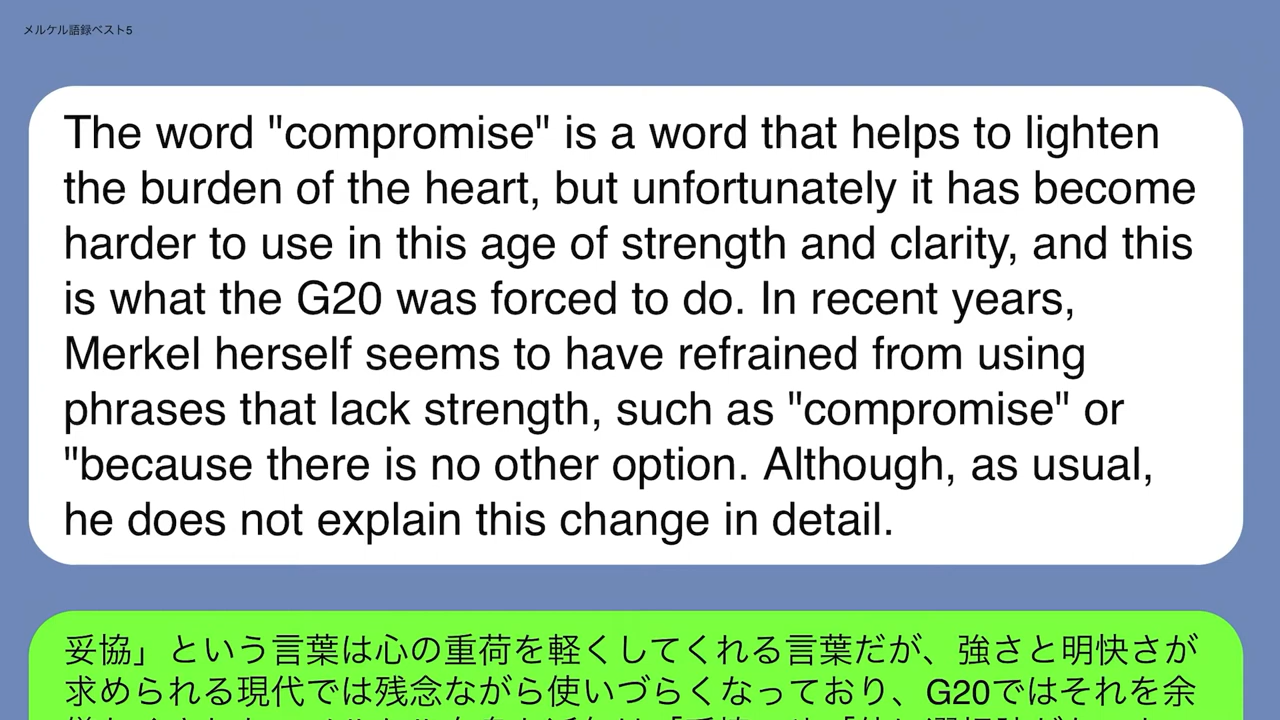 メルケル語録ベスト5
The word "compromise" is a word that helps to lighten
the burden of the heart, but unfortunately it has become
harder to use in this age of strength and clarity, and this
is what the G20 was forced to do. In recent years,
Merkel herself seems to have refrained from using
phrases that lack strength, such as "compromise" or
"because there is no other option. Although, as usual,
he does not explain this change in detail.
妥協」という言葉は心の重荷を軽くしてくれる言葉だが、強さと明快さが
求められる現代では残念ながら使いづらくなっており、G20ではそれを余